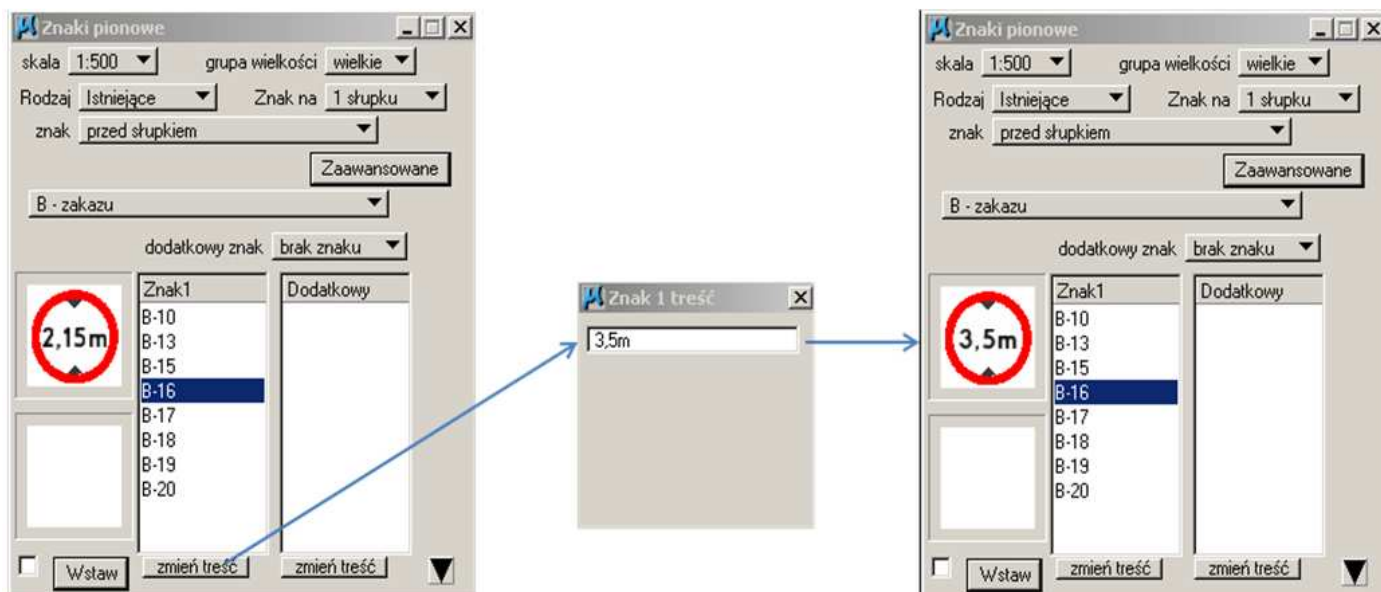 Znaki pionowe
skala 1:500 grupa wielkości wielkie
Rodzaj Istniejące Znak na 1 słupku
znak przed słupkiem
Zaawansowane
B - zakazu
dodatkowy znak brak znaku
Znak1 Dodatkowy
2,15m
B-10
B-13
B-15
B-16
B-17
B-18
B-19
B-20
Wstaw zmień treść zmień treść
Znak 1 treść
3,5m
Znaki pionowe
skala 1:500 grupa wielkości wielkie
Rodzaj Istniejące Znak na 1 słupku
znak przed słupkiem
Zaawansowane
B - zakazu
dodatkowy znak brak znaku
Znak1 Dodatkowy
3,5m
B-10
B-13
B-15
B-16
B-17
B-18
B-19
B-20
Wstaw zmień treść zmień treść